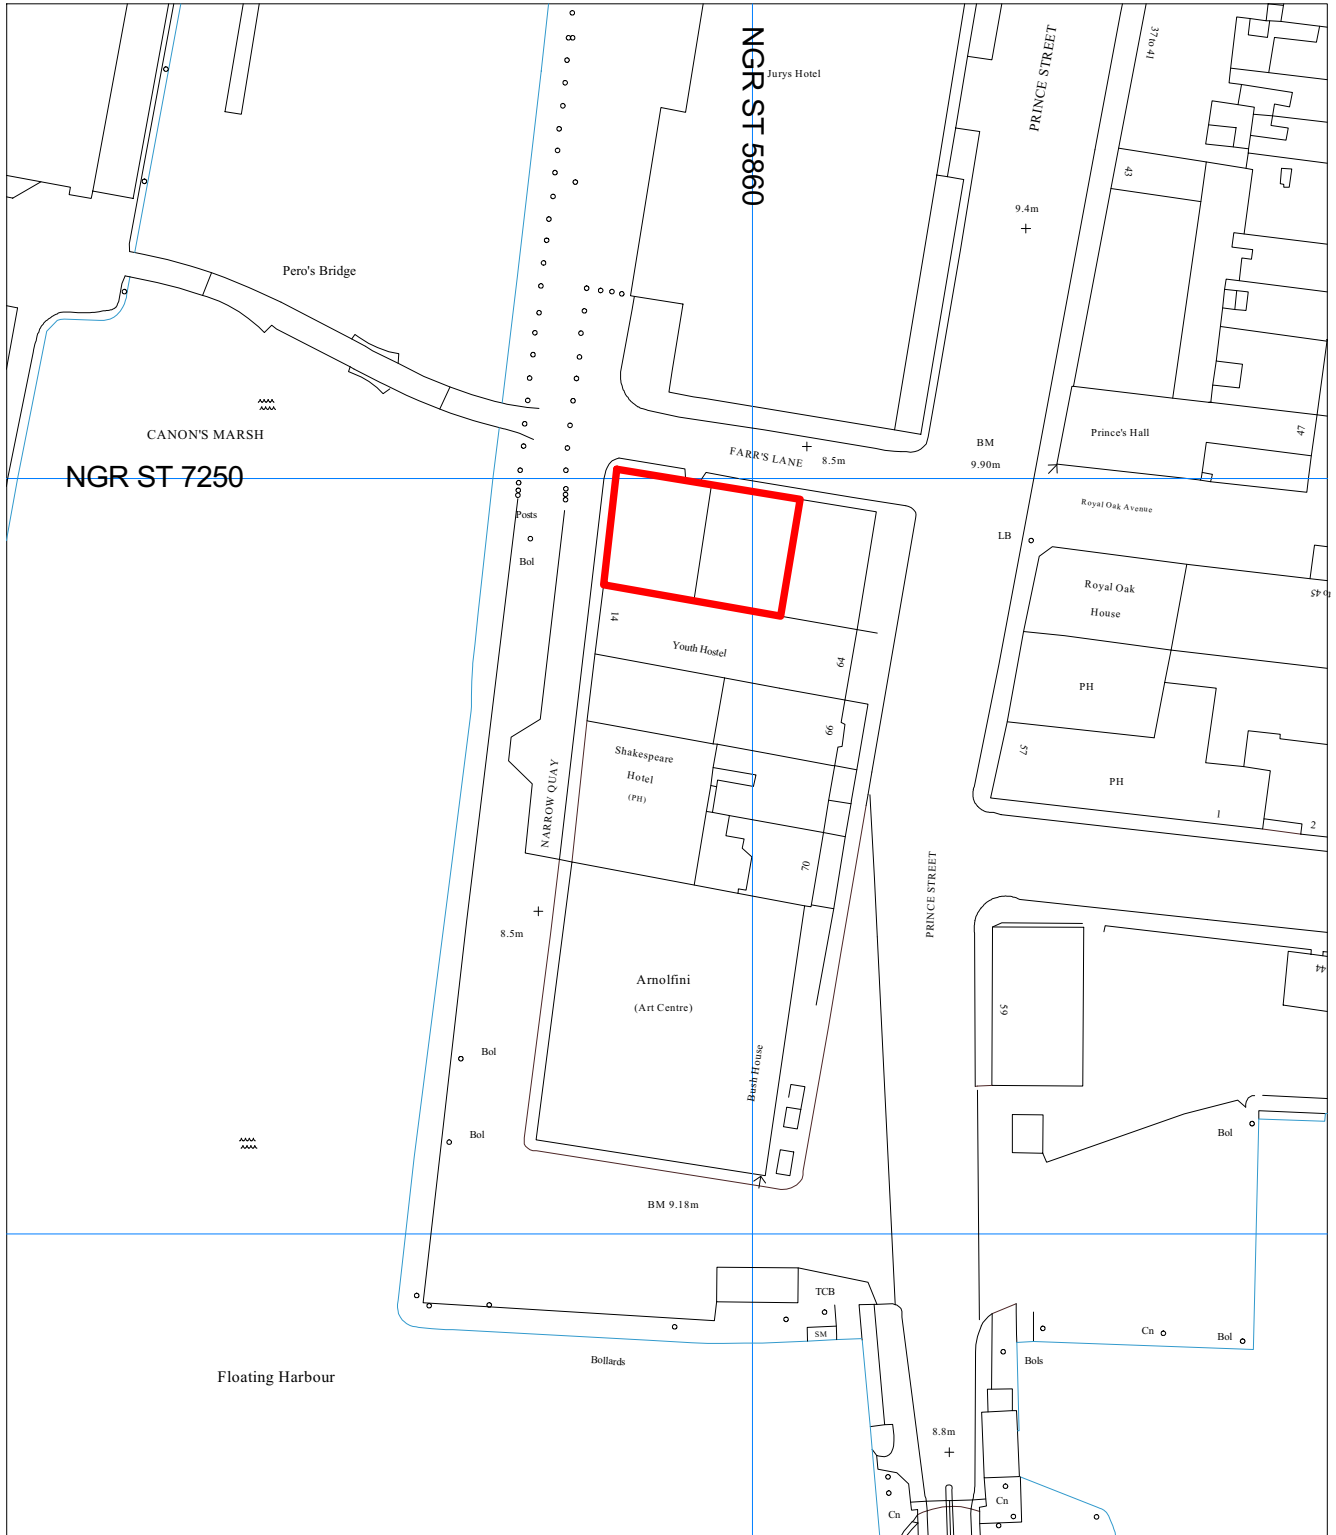 PRINCE STREET
37 to 41
NGR ST 5860
Jurys Hotel
43
9.4m
Pero's Bridge
CANON'S MARSH
FARR'S LANE
8.5m
BM
9.90m
Prince's Hall
47
NGR ST 7250
Royal Oak Avenue
Posts
Bol
LB
Royal Oak
House
to 45
14
Youth Hostel
64
PH
66
57
Shakespeare
Hotel
(PH)
NARROW QUAY
PH
1
2
70
PRINCE STREET
8.5m
Arnolfini
(Art Centre)
44
59
Bush House
Bol
Bol
Bol
BM 9.18m
TCB
SM
Cn
Bol
Bollards
Bols
Floating Harbour
8.8m
Cn
Cn